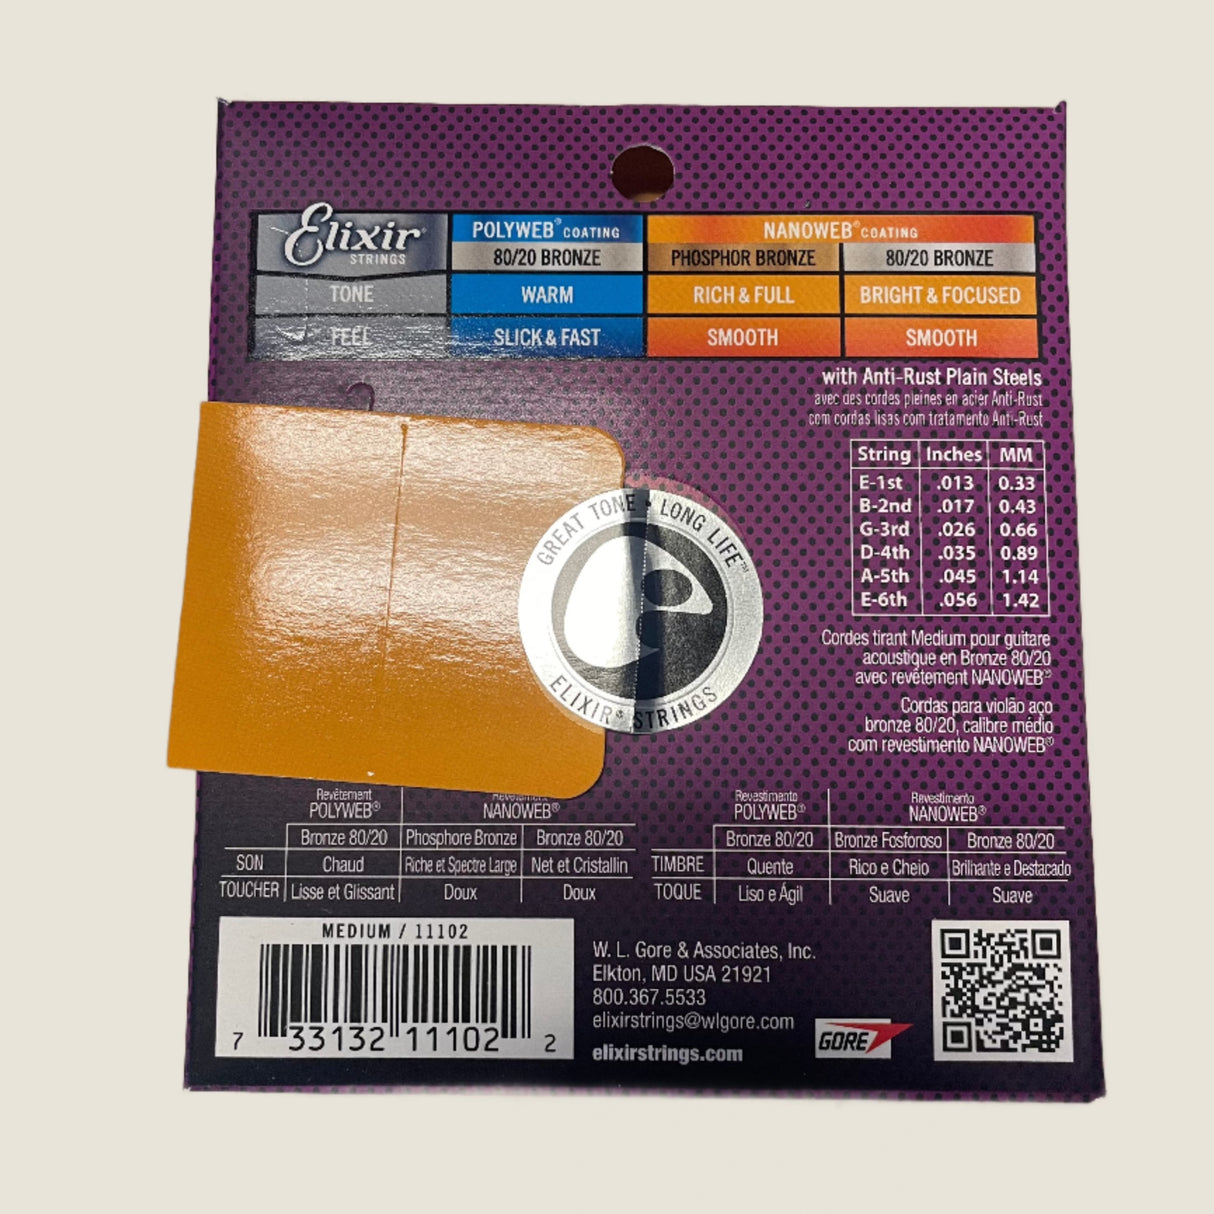 Elixir®
STRINGS
POLYWEB® COATING
NANOWEB® COATING
80/20 BRONZE
PHOSPHOR BRONZE
80/20 BRONZE
TONE
WARM
RICH & FULL
BRIGHT & FOCUSED
FEEL
SLICK & FAST
SMOOTH
SMOOTH
with Anti-Rust Plain Steels
avec des cordes pleines en acier Anti-Rust
com cordas lisas com tratamento Anti-Rust
String Inches MM
E-1st .013 0.33
B-2nd .017 0.43
G-3rd .026 0.66
D-4th .035 0.89
A-5th .045 1.14
E-6th .056 1.42
GREAT TONE • LONG LIFE™
ELIXIR® STRINGS
Cordes tirant Medium pour guitare
acoustique en Bronze 80/20
avec revêtement NANOWEB®
Cordas para violão aço
bronze 80/20, calibre médio
com revestimento NANOWEB®
Revêtement
POLYWEB®
Revêtement
NANOWEB®
Bronze 80/20 Phosphore Bronze Bronze 80/20
SON Chaud Riche et Spectre Large Net et Cristallin
TOUCHER Lisse et Glissant Doux Doux
Revestimento
POLYWEB®
Revestimento
NANOWEB®
Bronze 80/20 Bronze Fosforoso Bronze 80/20
TIMBRE Quente Rico e Cheio Brilhante e Destacado
TOQUE Liso e Ágil Suave Suave
MEDIUM / 11102
7 33132 11102 2
W. L. Gore & Associates, Inc.
Elkton, MD USA 21921
800.367.5533
elixirstrings@wlgore.com
elixirstrings.com
GORE